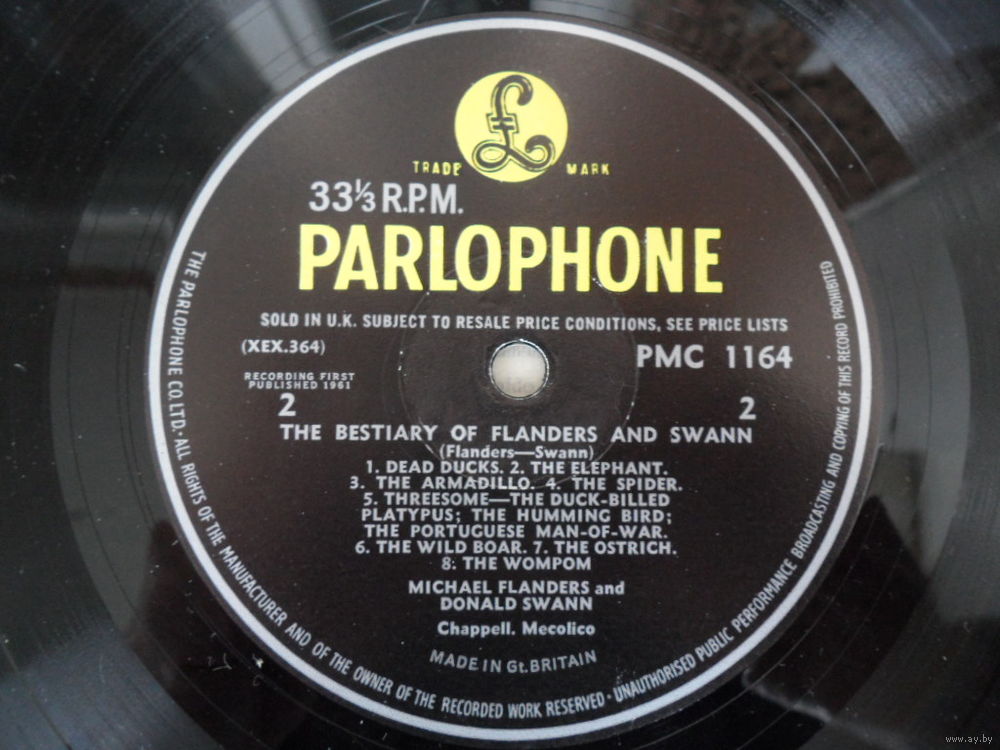 £
TRADE MARK
33⅓ R.P.M.
PARLOPHONE
SOLD IN U.K. SUBJECT TO RESALE PRICE CONDITIONS, SEE PRICE LISTS
(XEX.364)
PMC 1164
RECORDING FIRST
PUBLISHED 1961
2
2
THE BESTIARY OF FLANDERS AND SWANN
(Flanders—Swann)
1. DEAD DUCKS. 2. THE ELEPHANT.
3. THE ARMADILLO. 4. THE SPIDER.
5. THREESOME—THE DUCK-BILLED
PLATYPUS; THE HUMMING BIRD;
THE PORTUGUESE MAN-OF-WAR.
6. THE WILD BOAR. 7. THE OSTRICH.
8. THE WOMPOM
MICHAEL FLANDERS and
DONALD SWANN
Chappell. Mecolico
MADE IN Gt. BRITAIN
THE PARLOPHONE CO. LTD · ALL RIGHTS OF THE MANUFACTURER AND OF THE OWNER OF THE RECORDED WORK RESERVED · UNAUTHORISED PUBLIC PERFORMANCE BROADCASTING AND COPYING OF THIS RECORD PROHIBITED
www.ay.by